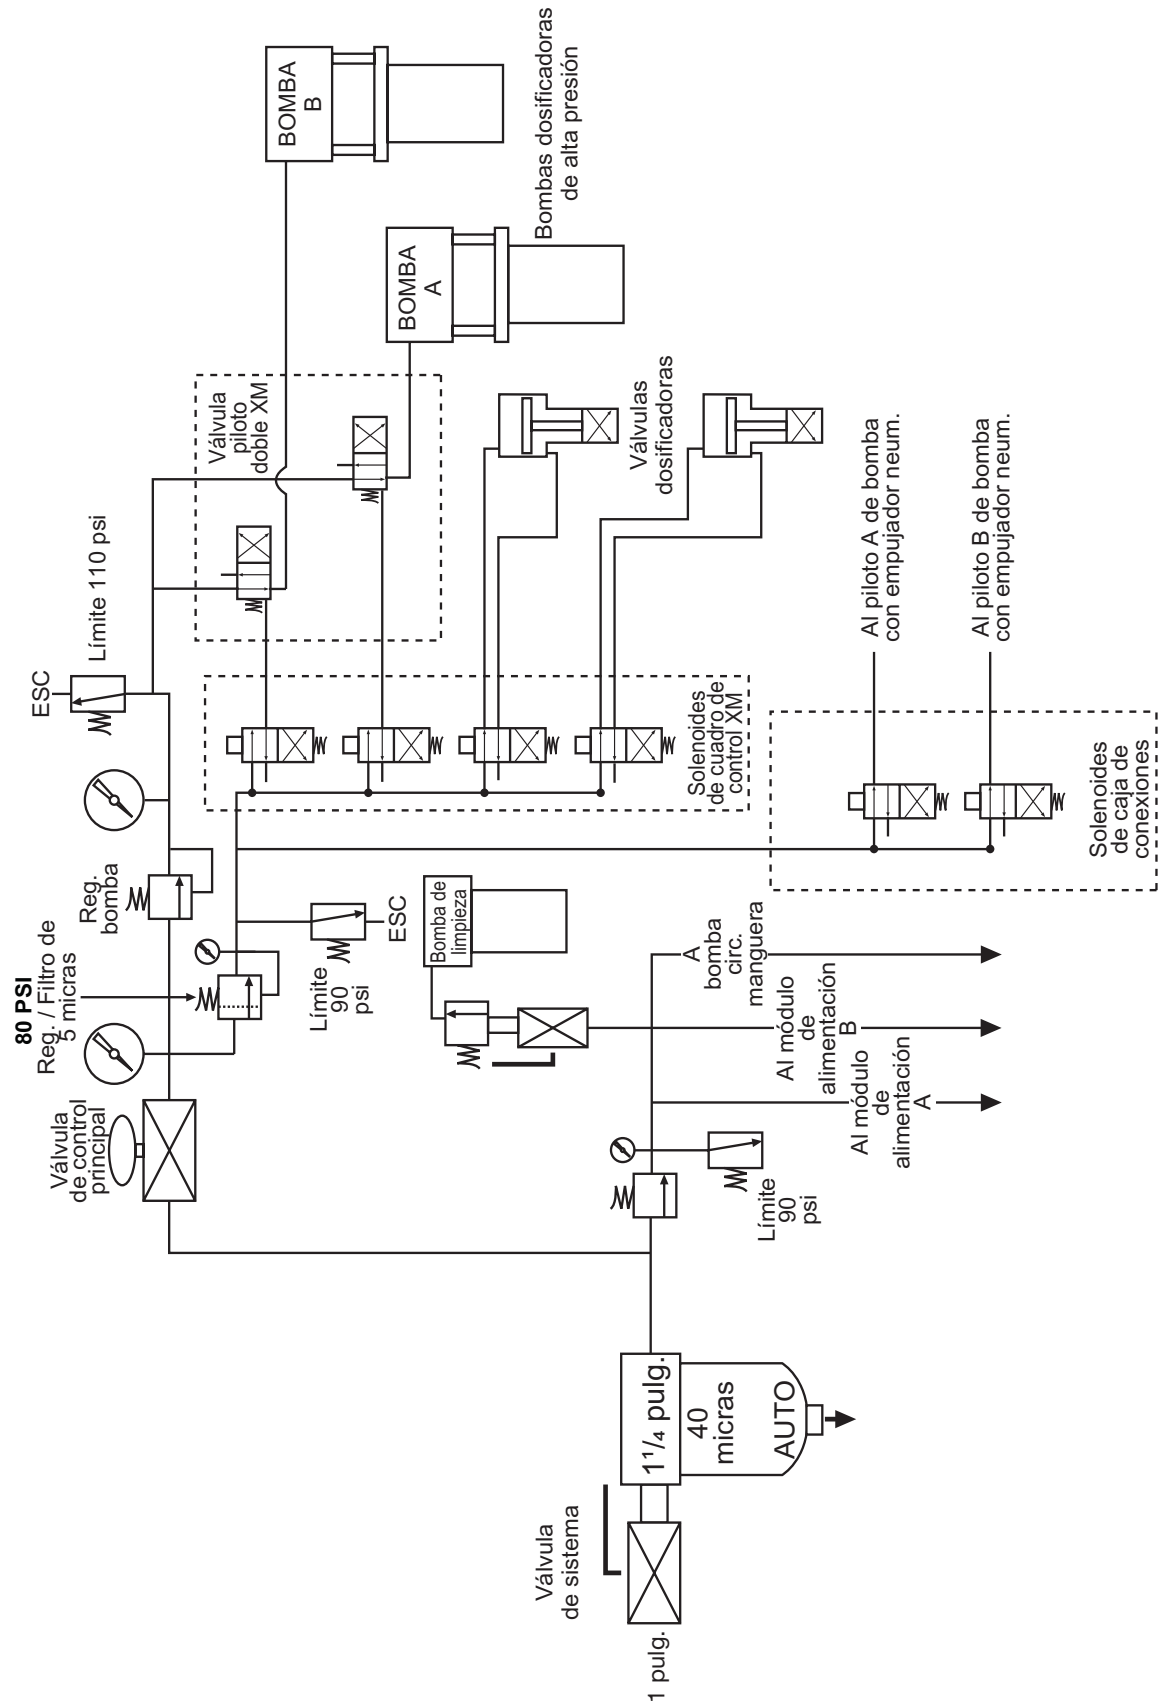 1 pulg.
Válvula
de sistema
1 1/4 pulg.
40
micras
AUTO
Válvula
de control
principal
80 PSI
Reg. / Filtro de
5 micras
Reg.
bomba
Límite
90
psi
ESC
Límite
90
psi
Bomba de
limpieza
A
bomba
circ.
manguera
Al módulo
de
alimentación
B
Al módulo
de
alimentación
A
ESC
Límite 110 psi
Válvula
piloto
doble XM
Solenoides
de cuadro de
control XM
Solenoides
de caja de
conexiones
Válvulas
dosificadoras
Al piloto A de bomba
con empujador neum.
Al piloto B de bomba
con empujador neum.
BOMBA
A
BOMBA
B
Bombas dosificadoras
de alta presión